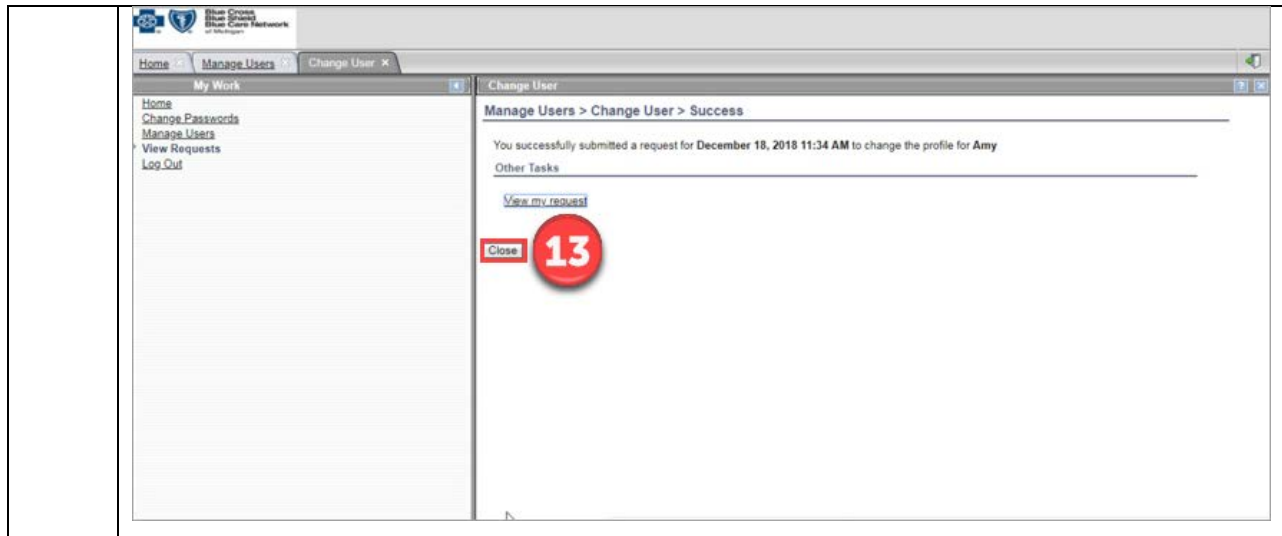 Blue Cross
Blue Shield
Blue Care Network
of Michigan
Home
Manage Users
Change User ×
My Work
Change User
Home
Change Passwords
Manage Users
View Requests
Log Out
Manage Users > Change User > Success
You successfully submitted a request for December 18, 2018 11:34 AM to change the profile for Amy
Other Tasks
View my request
Close
13